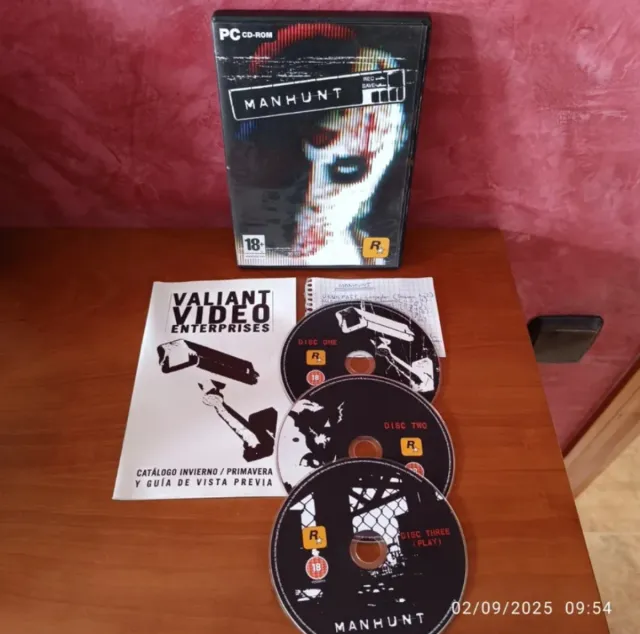 PC CD-ROM
REC
SAVE
MANHUNT
18+
R
VALIANT
VIDEO
ENTERPRISES
CATÁLOGO INVIERNO / PRIMAVERA
Y GUÍA DE VISTA PREVIA
MANHUNT
DISC ONE
R
18
DISC TWO
R
18
R
DISC THREE
(PLAY)
18
MANHUNT
02/09/2025 09:54